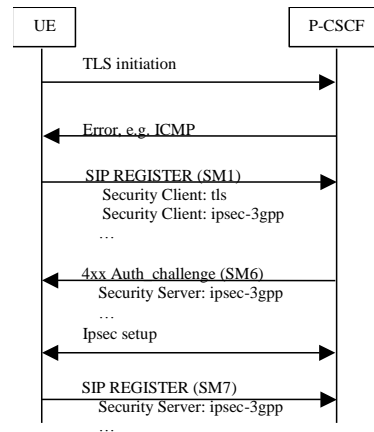 UE
P-CSCF
TLS initiation
Error, e.g. ICMP
SIP REGISTER (SM1)
Security Client: tls
Security Client: ipsec-3gpp
…
4xx Auth_challenge (SM6)
Security Server: ipsec-3gpp
…
Ipsec setup
SIP REGISTER (SM7)
Security Server: ipsec-3gpp
…